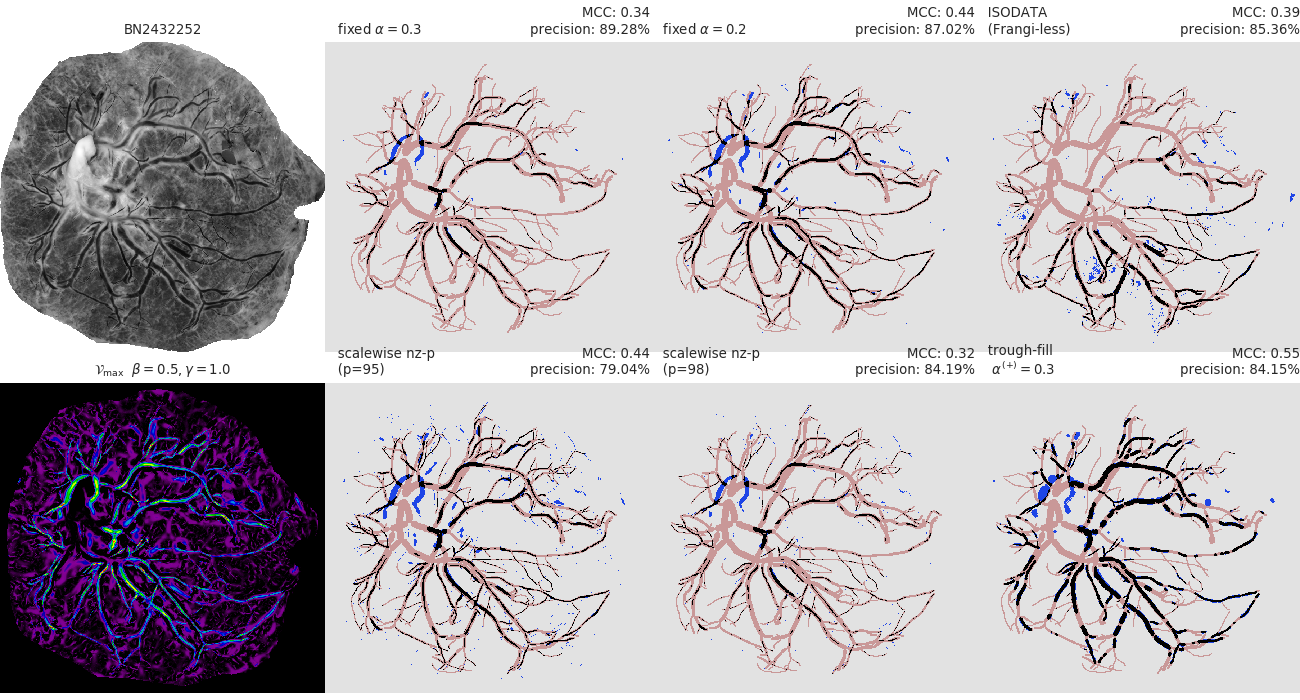 BN2432252
fixed α = 0.3
MCC: 0.34
precision: 89.28%
fixed α = 0.2
MCC: 0.44
precision: 87.02%
ISODATA
(Frangi-less)
MCC: 0.39
precision: 85.36%
𝒱max β = 0.5, γ = 1.0
scalewise nz-p
(p=95)
MCC: 0.44
precision: 79.04%
scalewise nz-p
(p=98)
MCC: 0.32
precision: 84.19%
trough-fill
α(+) = 0.3
MCC: 0.55
precision: 84.15%